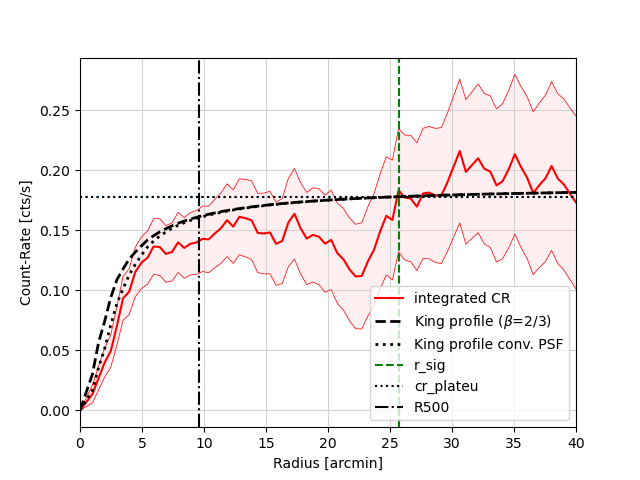 0.25
0.20
0.15
0.10
0.05
0.00
Count-Rate [cts/s]
integrated CR
King profile (β=2/3)
King profile conv. PSF
r_sig
cr_plateu
R500
0 5 10 15 20 25 30 35 40
Radius [arcmin]